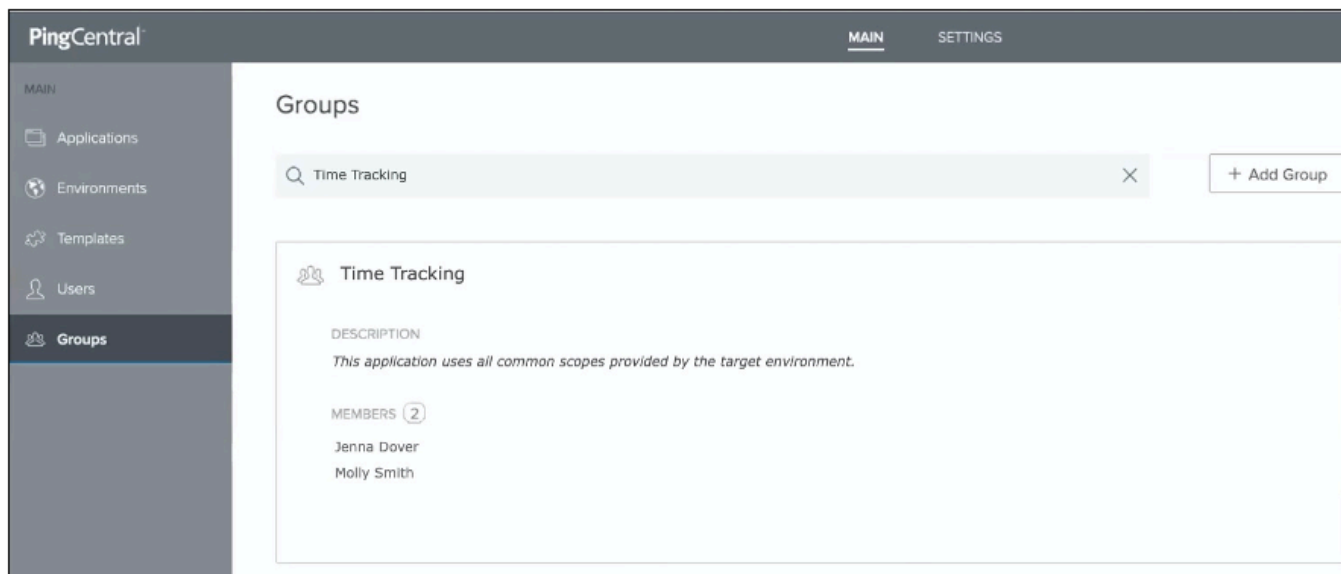 PingCentral
MAIN
SETTINGS
MAIN
Applications
Environments
Templates
Users
Groups
Groups
Time Tracking
+ Add Group
Time Tracking
DESCRIPTION
This application uses all common scopes provided by the target environment.
MEMBERS 2
Jenna Dover
Molly Smith